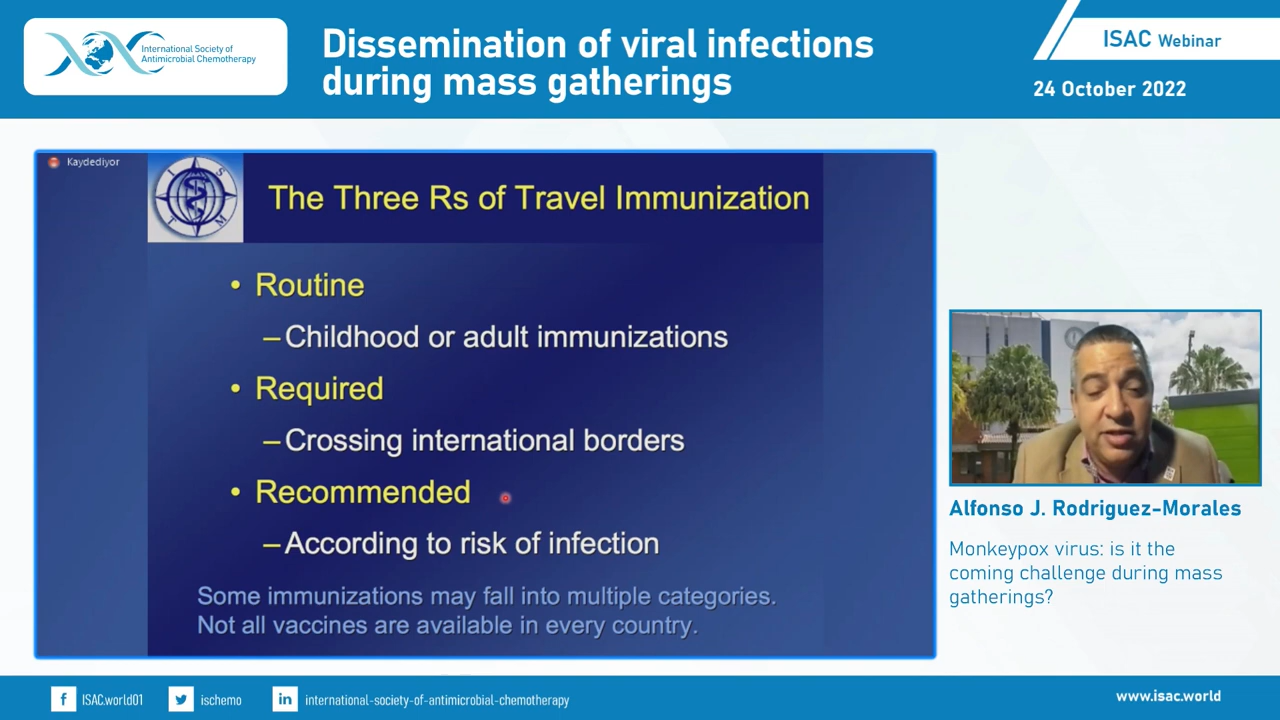 International Society of
Antimicrobial Chemotherapy
Dissemination of viral infections
during mass gatherings
ISAC Webinar
24 October 2022
Kaydediyor
I S T M
The Three Rs of Travel Immunization
• Routine
–Childhood or adult immunizations
• Required
–Crossing international borders
• Recommended
–According to risk of infection
Some immunizations may fall into multiple categories.
Not all vaccines are available in every country.
Alfonso J. Rodriguez-Morales
Monkeypox virus: is it the
coming challenge during mass
gatherings?
f ISAC.world01
ischemo
in international-society-of-antimicrobial-chemotherapy
www.isac.world